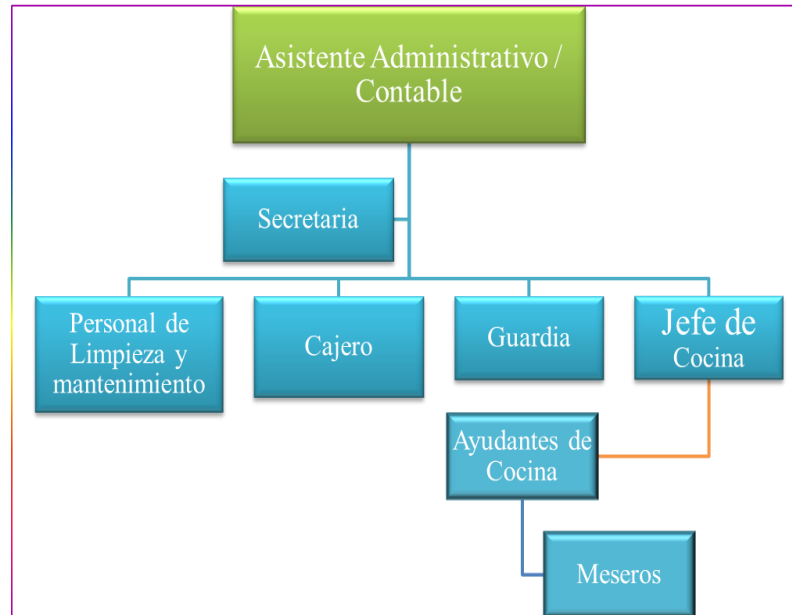 Asistente Administrativo /
Contable
Secretaria
Personal de
Limpieza y
mantenimiento
Cajero
Guardia
Jefe de
Cocina
Ayudantes de
Cocina
Meseros